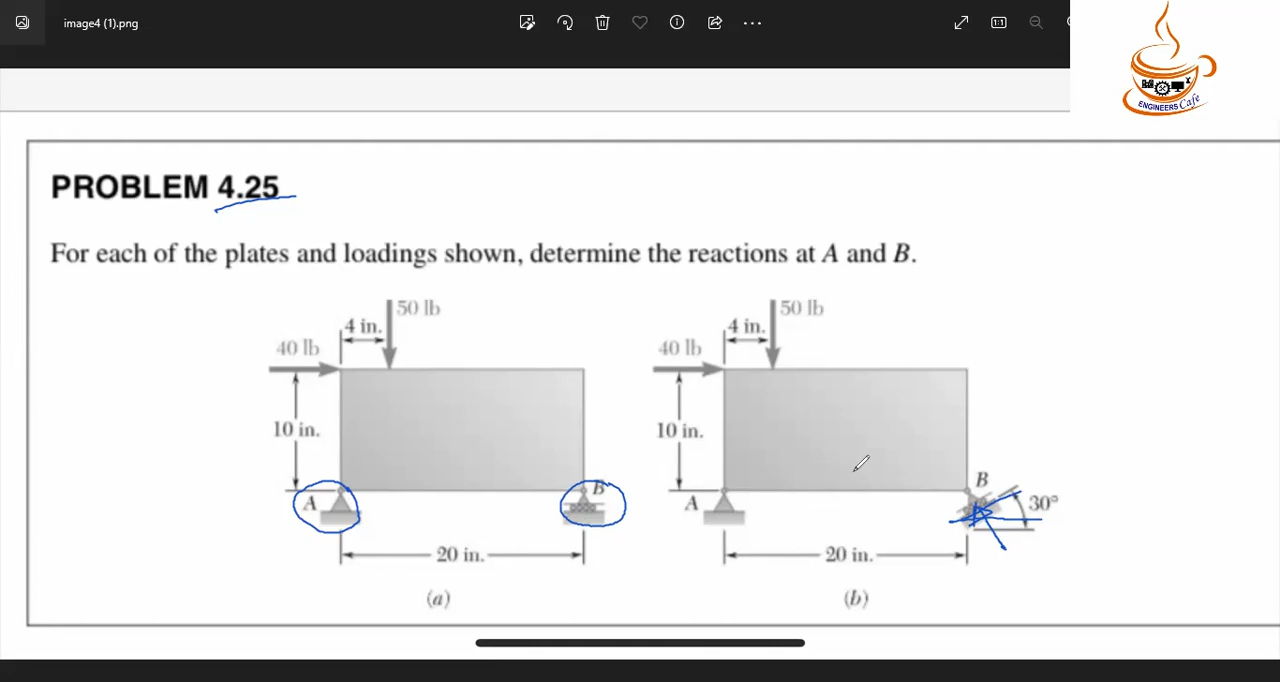 image4 (1).png
1:1
ENGINEERS Cafe
PROBLEM 4.25
For each of the plates and loadings shown, determine the reactions at A and B.
50 lb
4 in.
40 lb
10 in.
A
B
20 in.
(a)
50 lb
4 in.
40 lb
10 in.
A
B
30°
20 in.
(b)